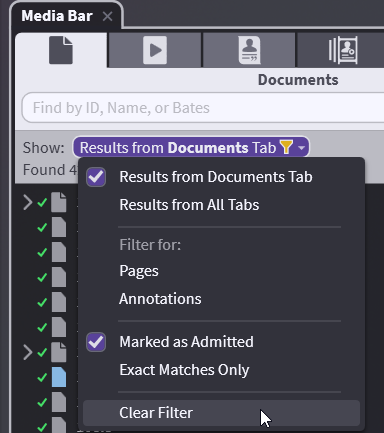 Media Bar
Documents
Find by ID, Name, or Bates
Show: Results from Documents Tab
Found 4
Results from Documents Tab
Results from All Tabs
Filter for:
Pages
Annotations
Marked as Admitted
Exact Matches Only
Clear Filter